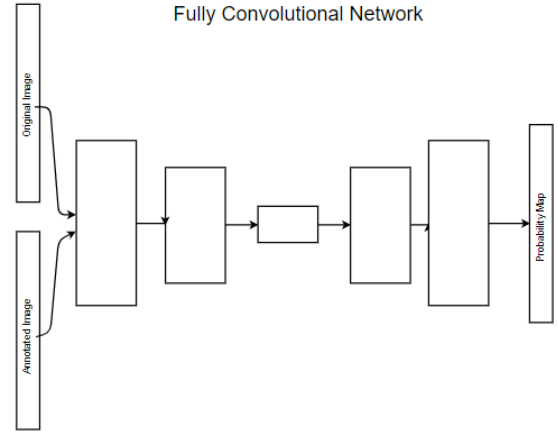 Fully Convolutional Network
Original Image
Annotated Image
Probability Map